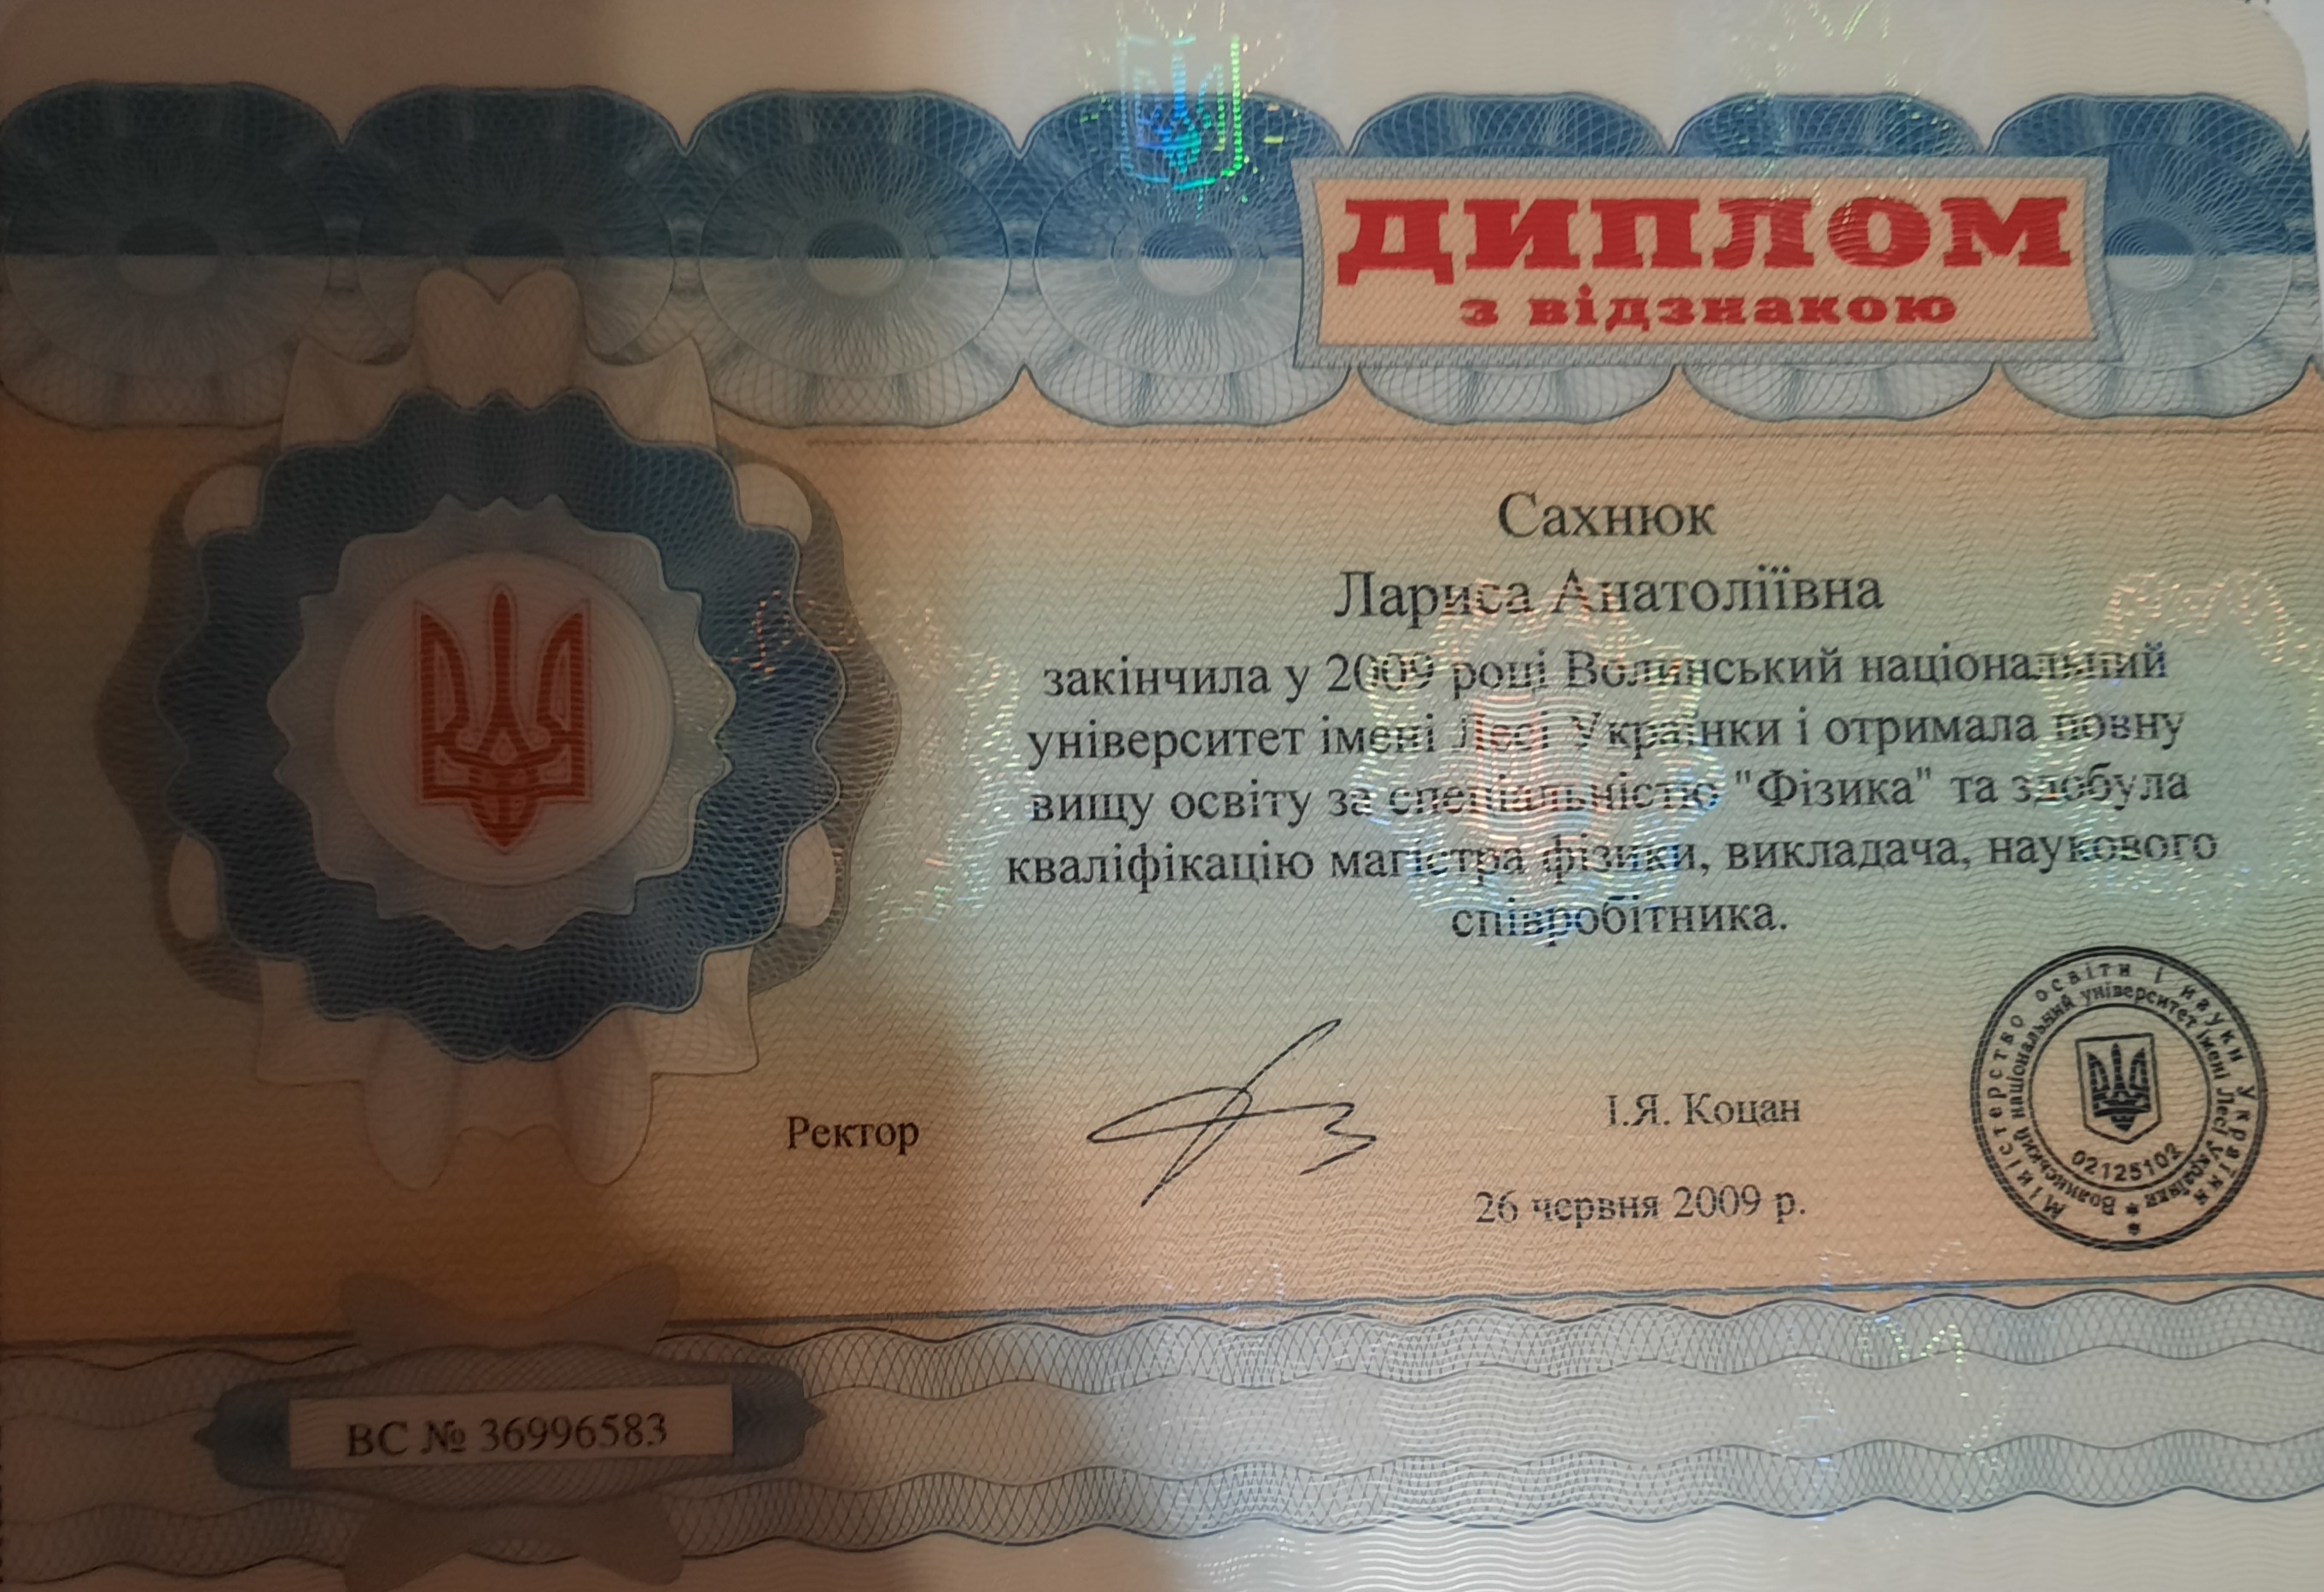 ДИПЛОМ
з відзнакою
Сахнюк
Лариса Анатоліївна
закінчила у 2009 році Волинський національний
університет імені Лесі Українки і отримала повну
вищу освіту за спеціальністю "Фізика" та здобула
кваліфікацію магістра фізики, викладача, наукового
співробітника.
Ректор
І.Я. Коцан
26 червня 2009 р.
Міністерство освіти і науки України
Волинський національний університет імені Лесі Українки
02125102
ВС № 36996583